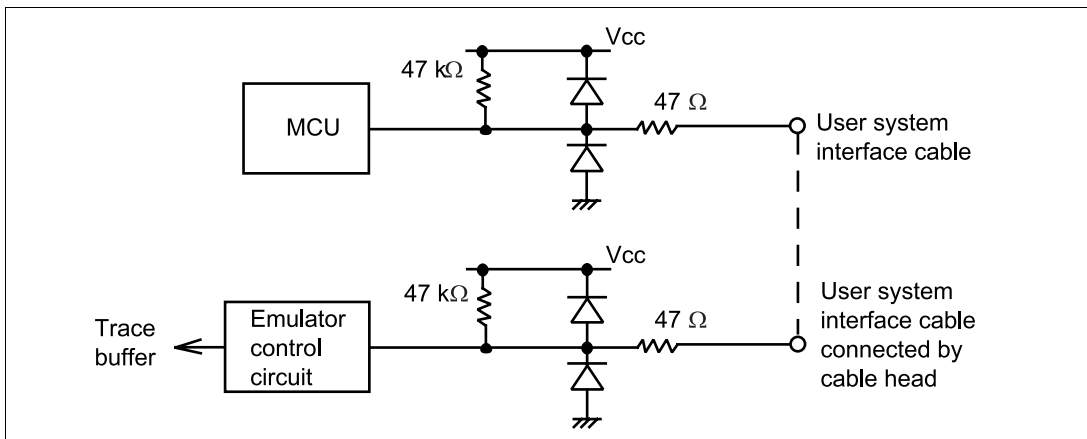 Vcc
47 kΩ
47 Ω
MCU
User system
interface cable
Vcc
47 kΩ
47 Ω
Trace
buffer
Emulator
control
circuit
User system
interface cable
connected by
cable head